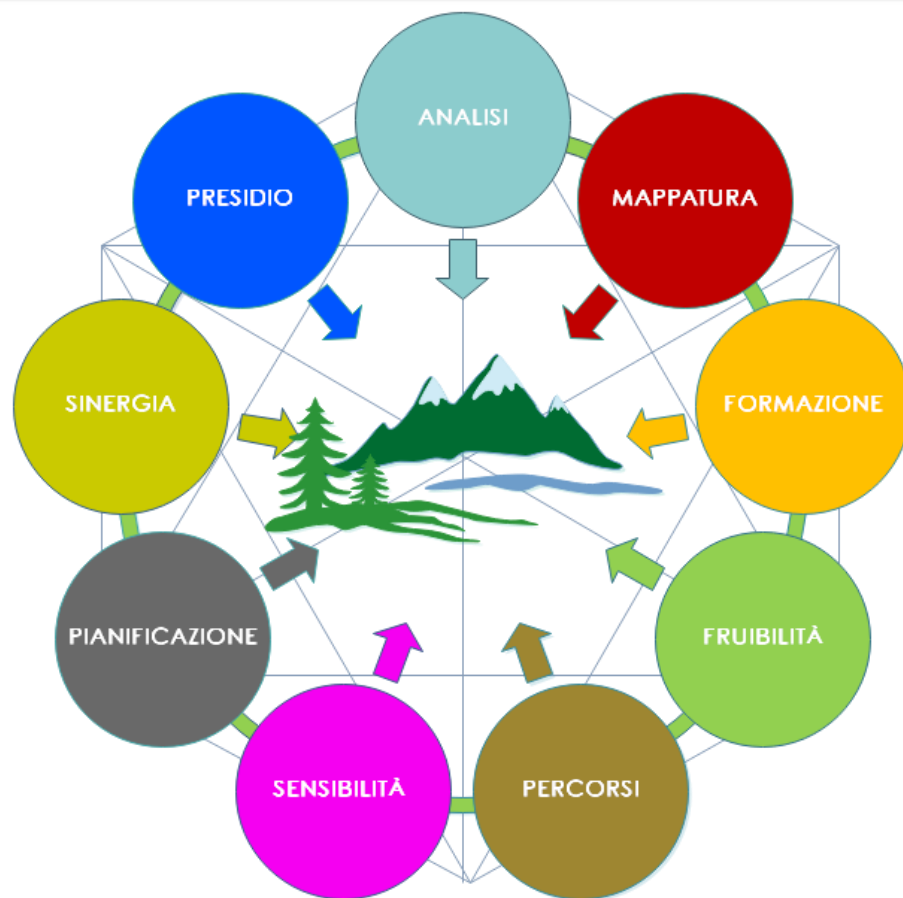 ANALISI
MAPPATURA
FORMAZIONE
FRUIBILITÀ
PERCORSI
SENSIBILITÀ
PIANIFICAZIONE
SINERGIA
PRESIDIO